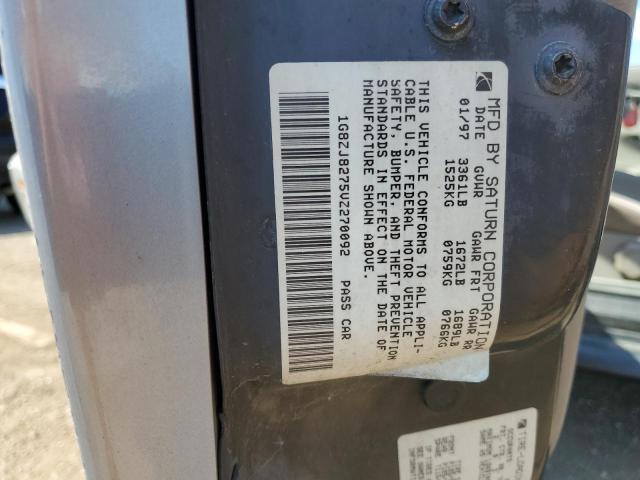 MFD BY SATURN CORPORATION
DATE GVWR GAWR FRT GAWR RR
01/97 3361LB 1672LB 1689LB
1525KG 0759KG 0766KG
THIS VEHICLE CONFORMS TO ALL APPLI-
CABLE U.S. FEDERAL MOTOR VEHICLE
SAFETY, BUMPER, AND THEFT PREVENTION
STANDARDS IN EFFECT ON THE DATE OF
MANUFACTURE SHOWN ABOVE.
1G8ZJ8275VZ270092 PASS CAR
OCCUPANTS